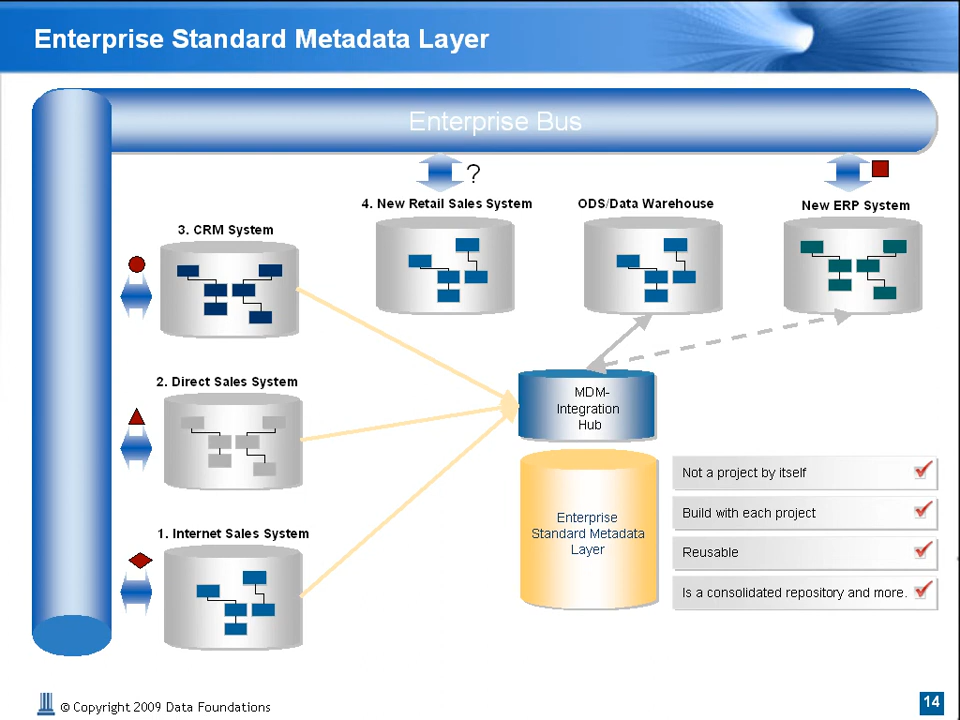 Enterprise Standard Metadata Layer
Enterprise Bus
?
4. New Retail Sales System
ODS/Data Warehouse
New ERP System
3. CRM System
2. Direct Sales System
MDM-
Integration
Hub
Not a project by itself
Build with each project
Reusable
Is a consolidated repository and more.
Enterprise
Standard Metadata
Layer
1. Internet Sales System
© Copyright 2009 Data Foundations
14